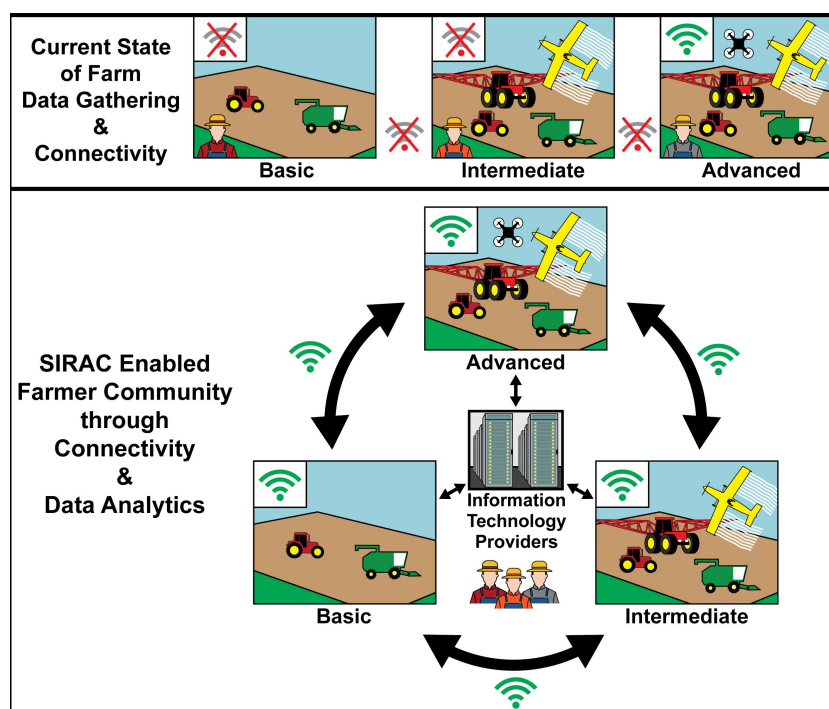 Current State
of Farm
Data Gathering
&
Connectivity
Basic
Intermediate
Advanced
SIRAC Enabled
Farmer Community
through
Connectivity
&
Data Analytics
Advanced
Information
Technology
Providers
Basic
Intermediate